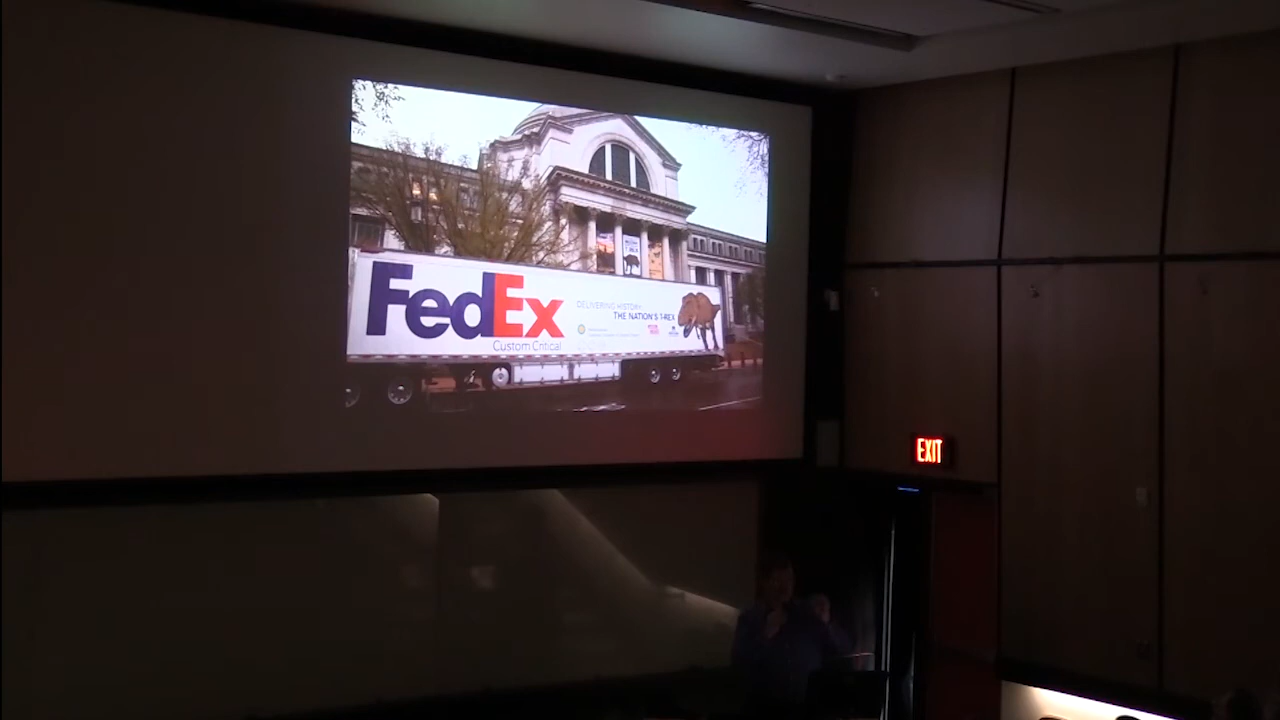 FedEx
Custom Critical
DELIVERING HISTORY:
THE NATION'S T-REX
EXIT